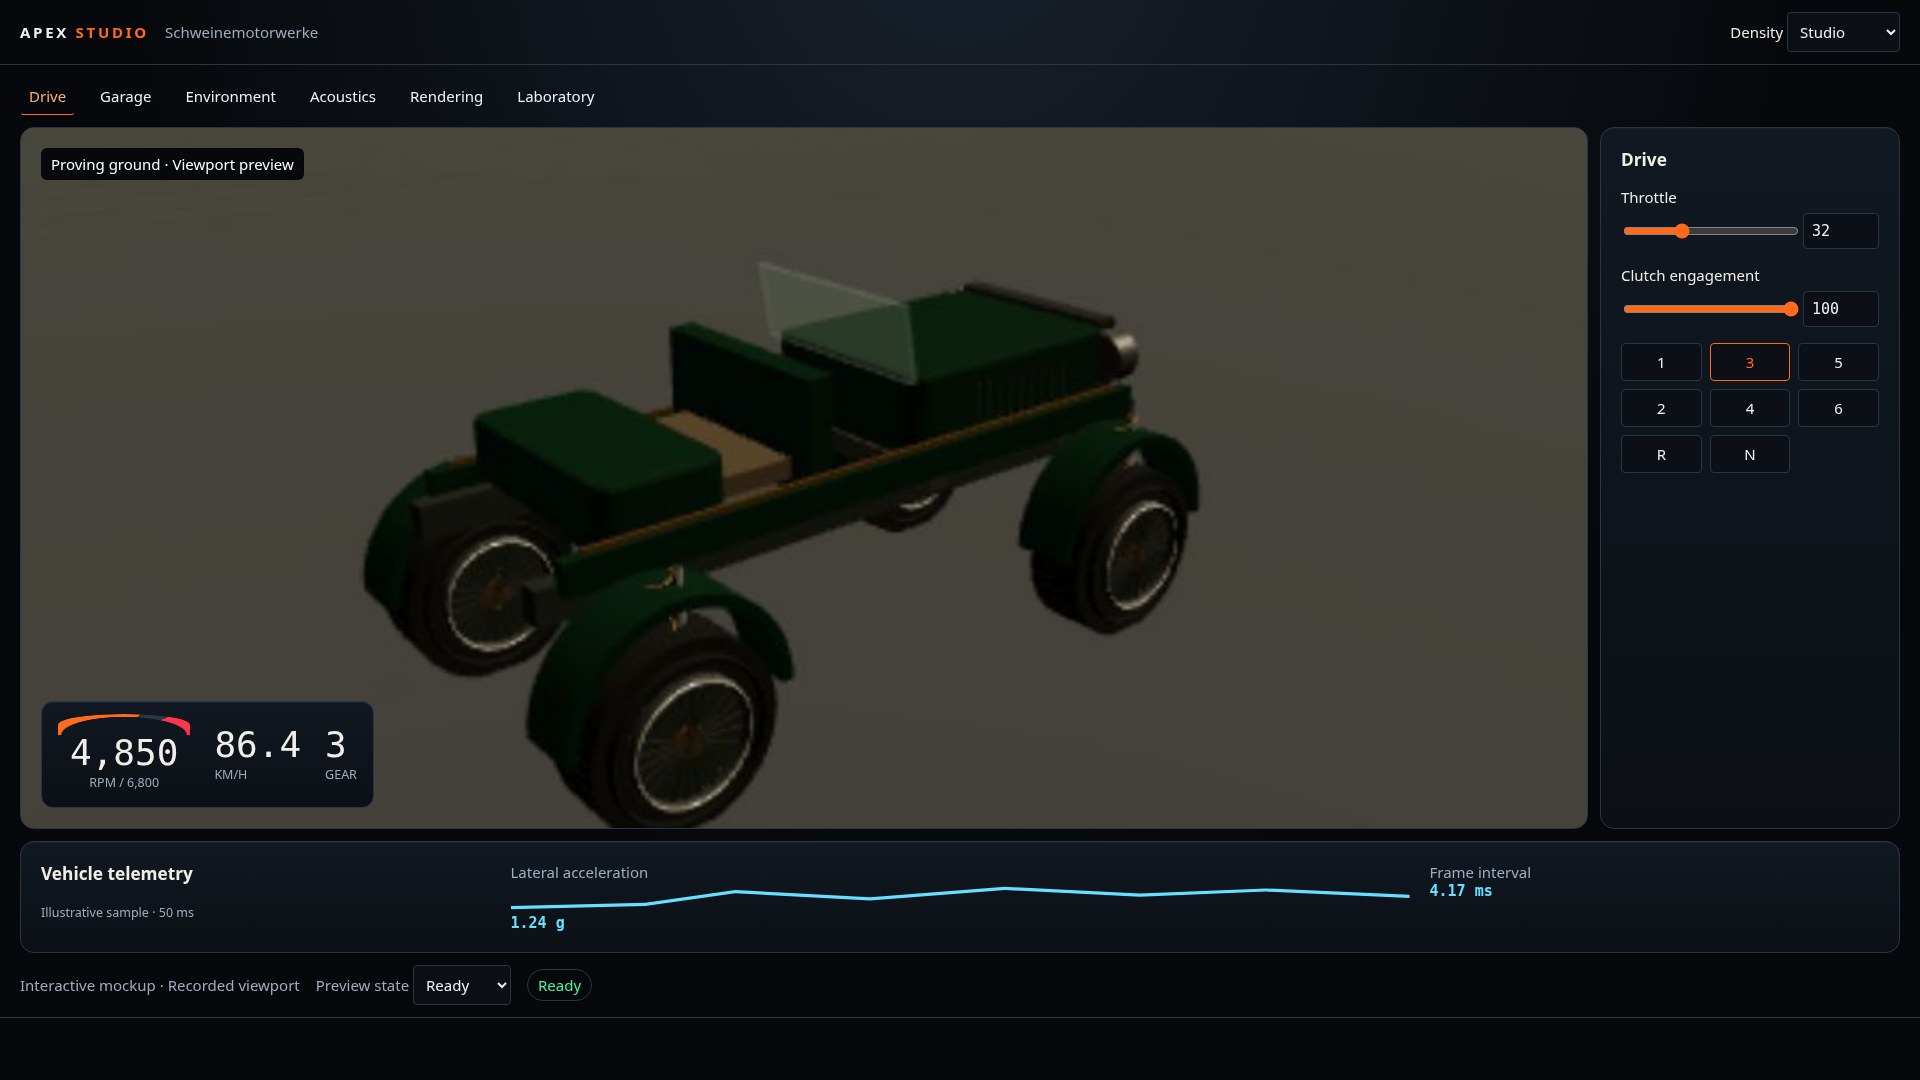 APEX STUDIO Schweinemotorwerke Density Studio
Drive Garage Environment Acoustics Rendering Laboratory
Proving ground · Viewport preview
4,850
RPM / 6,800
86.4
KM/H
3
GEAR
Drive
Throttle
32
Clutch engagement
100
1 3 5
2 4 6
R N
Vehicle telemetry
Illustrative sample · 50 ms
Lateral acceleration
1.24 g
Frame interval
4.17 ms
Interactive mockup · Recorded viewport Preview state Ready Ready